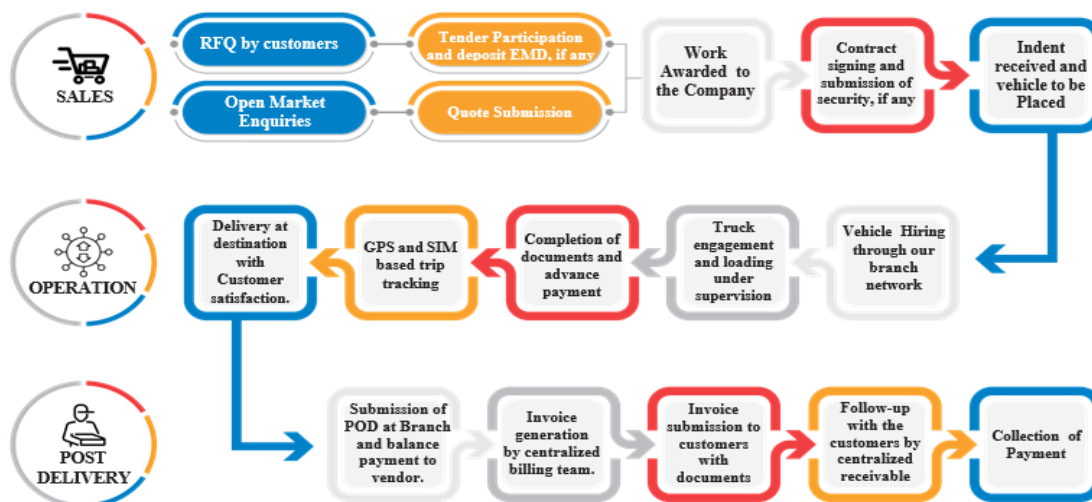 SALES
RFQ by customers
Tender Participation
and deposit EMD, if any
Open Market
Enquiries
Quote Submission
Work
Awarded to
the Company
Contract
signing and
submission of
security, if any
Indent
received and
vehicle to be
Placed
OPERATION
Delivery at
destination
with
Customer
satisfaction.
GPS and SIM
based trip
tracking
Completion of
documents and
advance
payment
Truck
engagement
and loading
under
supervision
Vehicle Hiring
through our
branch
network
POST
DELIVERY
Submission of
POD at Branch
and balance
payment to
vendor.
Invoice
generation
by centralized
billing team.
Invoice
submission to
customers
with
documents
Follow-up
with the
customers by
centralized
receivable
Collection of
Payment